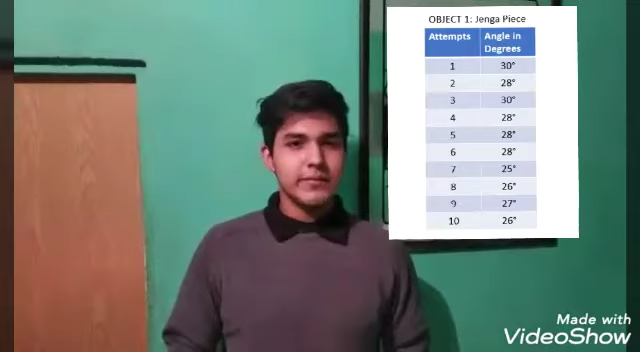 OBJECT 1: Jenga Piece
Attempts Angle in Degrees
1 30°
2 28°
3 30°
4 28°
5 28°
6 28°
7 25°
8 26°
9 27°
10 26°
Made with
VideoShow